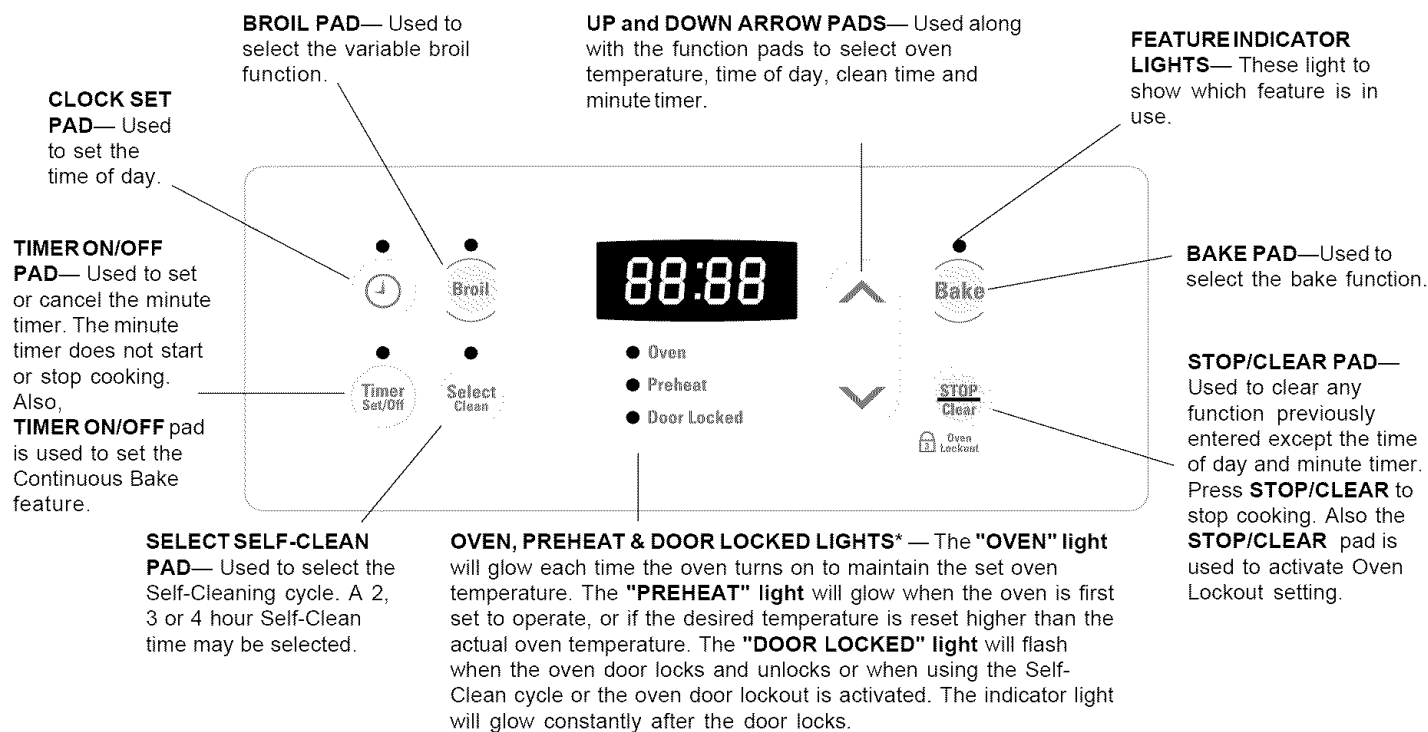 BROIL PAD— Used to
select the variable broil
function.
UP and DOWN ARROW PADS— Used along
with the function pads to select oven
temperature, time of day, clean time and
minute timer.
FEATURE INDICATOR
LIGHTS— These light to
show which feature is in
use.
CLOCK SET
PAD— Used
to set the
time of day.
TIMER ON/OFF
PAD— Used to set
or cancel the minute
timer. The minute
timer does not start
or stop cooking.
Also,
TIMER ON/OFF pad
is used to set the
Continuous Bake
feature.
Broil
88:88
Bake
BAKE PAD—Used to
select the bake function.
Timer
Set/Off
Select
Clean
Oven
Preheat
Door Locked
STOP
Clear
Oven
Lockout
STOP/CLEAR PAD—
Used to clear any
function previously
entered except the time
of day and minute timer.
Press STOP/CLEAR to
stop cooking. Also the
STOP/CLEAR pad is
used to activate Oven
Lockout setting.
SELECT SELF-CLEAN
PAD— Used to select the
Self-Cleaning cycle. A 2,
3 or 4 hour Self-Clean
time may be selected.
OVEN, PREHEAT & DOOR LOCKED LIGHTS* — The "OVEN" light
will glow each time the oven turns on to maintain the set oven
temperature. The "PREHEAT" light will glow when the oven is first
set to operate, or if the desired temperature is reset higher than the
actual oven temperature. The "DOOR LOCKED" light will flash
when the oven door locks and unlocks or when using the Self-
Clean cycle or the oven door lockout is activated. The indicator light
will glow constantly after the door locks.